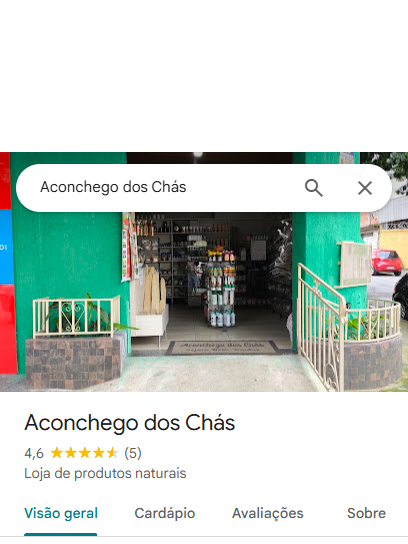 01
Aconchego dos Chás
Aconchego dos Chás
Aconchego dos Chás
4,6 (5)
Loja de produtos naturais
Visão geral Cardápio Avaliações Sobre